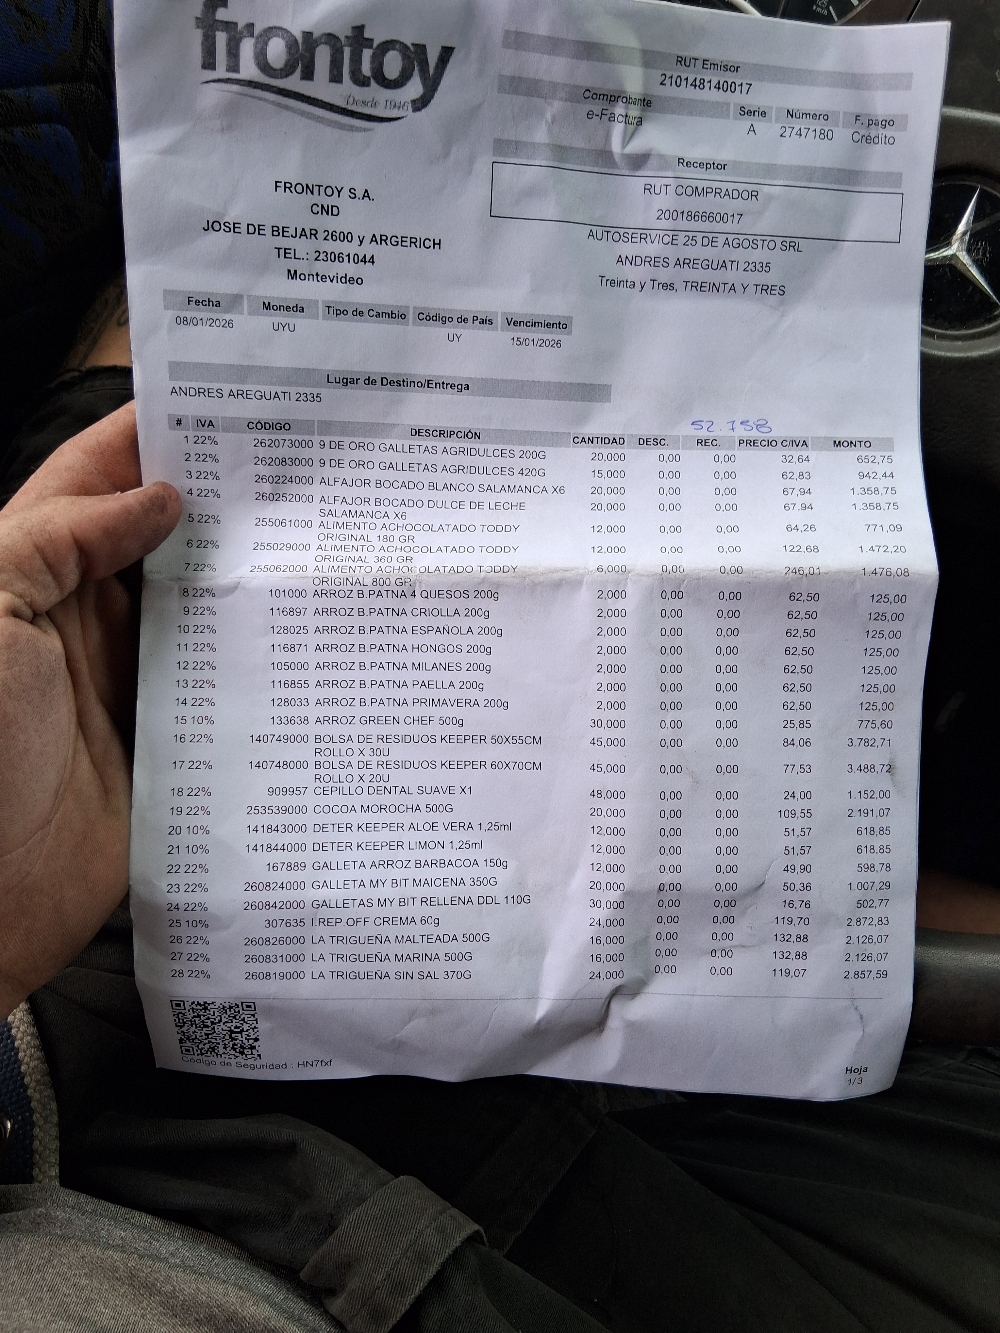 frontoy
Desde 1946
RUT Emisor
210148140017
Comprobante Serie Número F. pago
e-Factura A 2747180 Crédito
Receptor
RUT COMPRADOR
200186660017
AUTOSERVICE 25 DE AGOSTO SRL
ANDRES AREGUATI 2335
Treinta y Tres, TREINTA Y TRES
FRONTOY S.A.
CND
JOSE DE BEJAR 2600 y ARGERICH
TEL.: 23061044
Montevideo
Fecha Moneda Tipo de Cambio Código de País Vencimiento
08/01/2026 UYU UY 15/01/2026
Lugar de Destino/Entrega
ANDRES AREGUATI 2335
52.758
# IVA CÓDIGO DESCRIPCIÓN CANTIDAD DESC. REC. PRECIO C/IVA MONTO
1 22% 262073000 9 DE ORO GALLETAS AGRIDULCES 200G 20,000 0,00 0,00 32,64 652,75
2 22% 262083000 9 DE ORO GALLETAS AGRIDULCES 420G 15,000 0,00 0,00 62,83 942,44
3 22% 260224000 ALFAJOR BOCADO BLANCO SALAMANCA X6 20,000 0,00 0,00 67,94 1.358,75
4 22% 260252000 ALFAJOR BOCADO DULCE DE LECHE 20,000 0,00 0,00 67,94 1.358,75
SALAMANCA X6
5 22% 255061000 ALIMENTO ACHOCOLATADO TODDY 12,000 0,00 0,00 64,26 771,09
ORIGINAL 180 GR
6 22% 255029000 ALIMENTO ACHOCOLATADO TODDY 12,000 0,00 0,00 122,68 1.472,20
ORIGINAL 360 GR
7 22% 255062000 ALIMENTO ACHOCOLATADO TODDY 6,000 0,00 0,00 246,01 1.476,08
ORIGINAL 800 GR
8 22% 101000 ARROZ B.PATNA 4 QUESOS 200g 2,000 0,00 0,00 62,50 125,00
9 22% 116897 ARROZ B.PATNA CRIOLLA 200g 2,000 0,00 0,00 62,50 125,00
10 22% 128025 ARROZ B.PATNA ESPAÑOLA 200g 2,000 0,00 0,00 62,50 125,00
11 22% 116871 ARROZ B.PATNA HONGOS 200g 2,000 0,00 0,00 62,50 125,00
12 22% 105000 ARROZ B.PATNA MILANES 200g 2,000 0,00 0,00 62,50 125,00
13 22% 116855 ARROZ B.PATNA PAELLA 200g 2,000 0,00 0,00 62,50 125,00
14 22% 128033 ARROZ B.PATNA PRIMAVERA 200g 2,000 0,00 0,00 62,50 125,00
15 10% 133638 ARROZ GREEN CHEF 500g 30,000 0,00 0,00 25,85 775,60
16 22% 140749000 BOLSA DE RESIDUOS KEEPER 50X55CM 45,000 0,00 0,00 84,06 3.782,71
ROLLO X 30U
17 22% 140748000 BOLSA DE RESIDUOS KEEPER 60X70CM 45,000 0,00 0,00 77,53 3.488,72
ROLLO X 20U
18 22% 909957 CEPILLO DENTAL SUAVE X1 48,000 0,00 0,00 24,00 1.152,00
19 22% 253539000 COCOA MOROCHA 500G 20,000 0,00 0,00 109,55 2.191,07
20 10% 141843000 DETER KEEPER ALOE VERA 1,25ml 12,000 0,00 0,00 51,57 618,85
21 10% 141844000 DETER KEEPER LIMON 1,25ml 12,000 0,00 0,00 51,57 618,85
22 22% 167889 GALLETA ARROZ BARBACOA 150g 12,000 0,00 0,00 49,90 598,78
23 22% 260824000 GALLETA MY BIT MAICENA 350G 20,000 0,00 0,00 50,36 1.007,29
24 22% 260842000 GALLETAS MY BIT RELLENA DDL 110G 30,000 0,00 0,00 16,76 502,77
25 10% 307635 I.REP.OFF CREMA 60g 24,000 0,00 0,00 119,70 2.872,83
26 22% 260826000 LA TRIGUEÑA MALTEADA 500G 16,000 0,00 0,00 132,88 2.126,07
27 22% 260831000 LA TRIGUEÑA MARINA 500G 16,000 0,00 0,00 132,88 2.126,07
28 22% 260819000 LA TRIGUEÑA SIN SAL 370G 24,000 0,00 0,00 119,07 2.857,59
Código de Seguridad : HN7fxf
Hoja
1/3